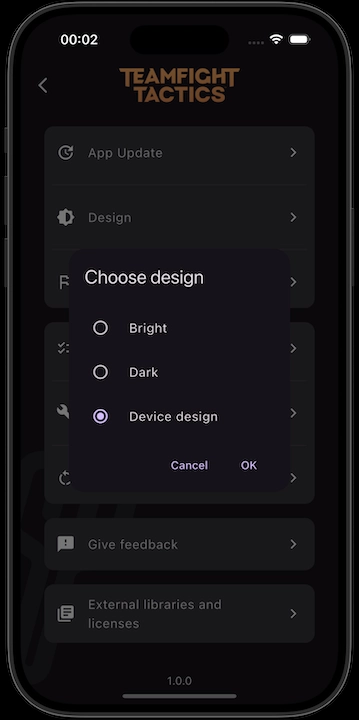 00:02
TEAMFIGHT
TACTICS
App Update
Design
Choose design
Bright
Dark
Device design
Cancel
OK
Give feedback
External libraries and
licenses
1.0.0